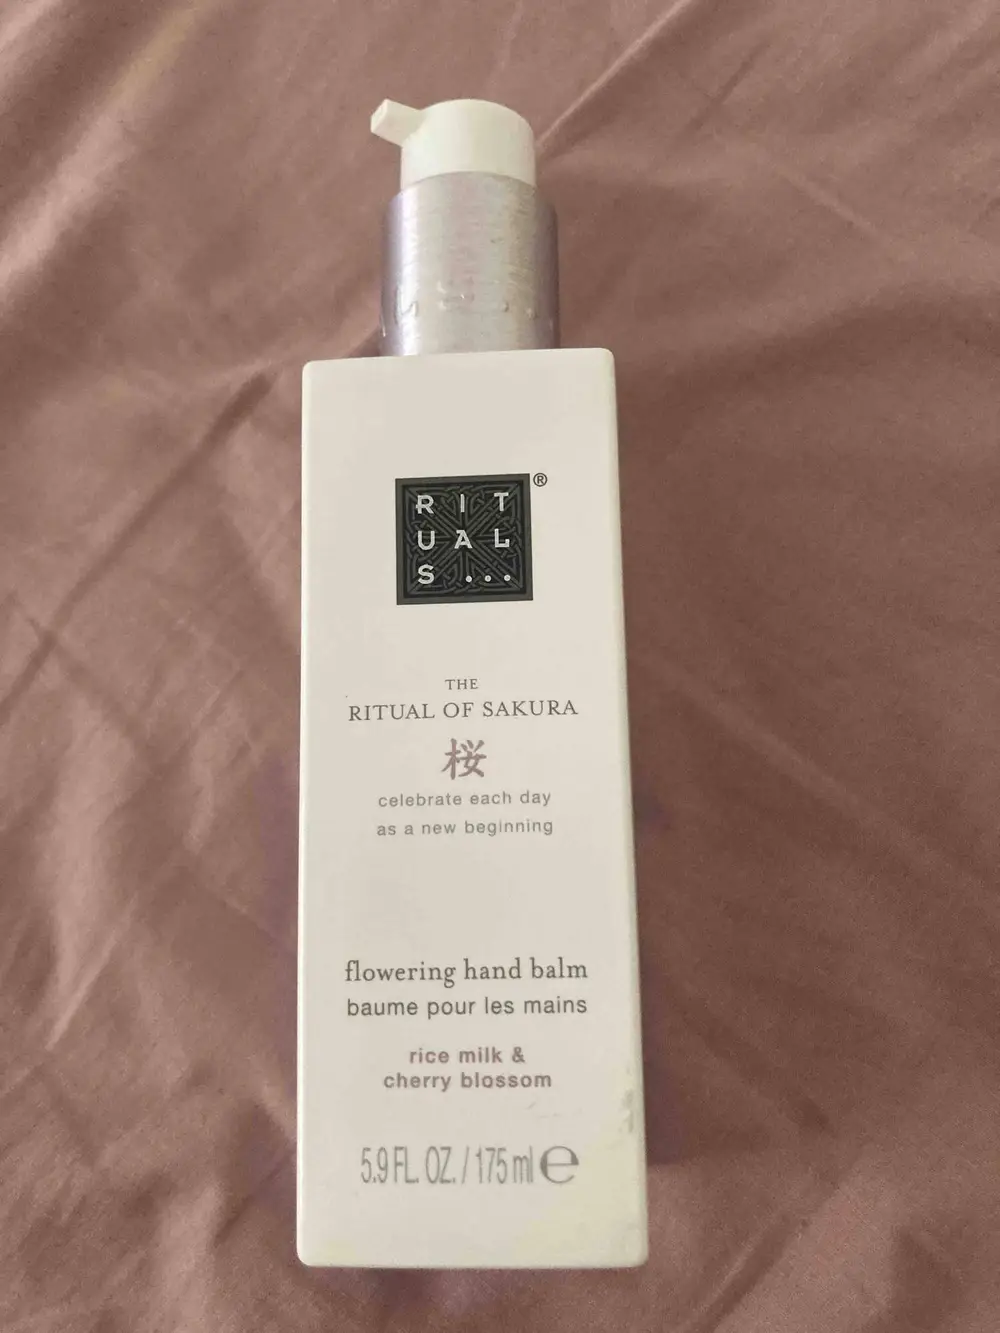 RIT
UAL
S...
®
THE
RITUAL OF SAKURA
桜
celebrate each day
as a new beginning
flowering hand balm
baume pour les mains
rice milk &
cherry blossom
5.9 FL. OZ. / 175 ml ℮